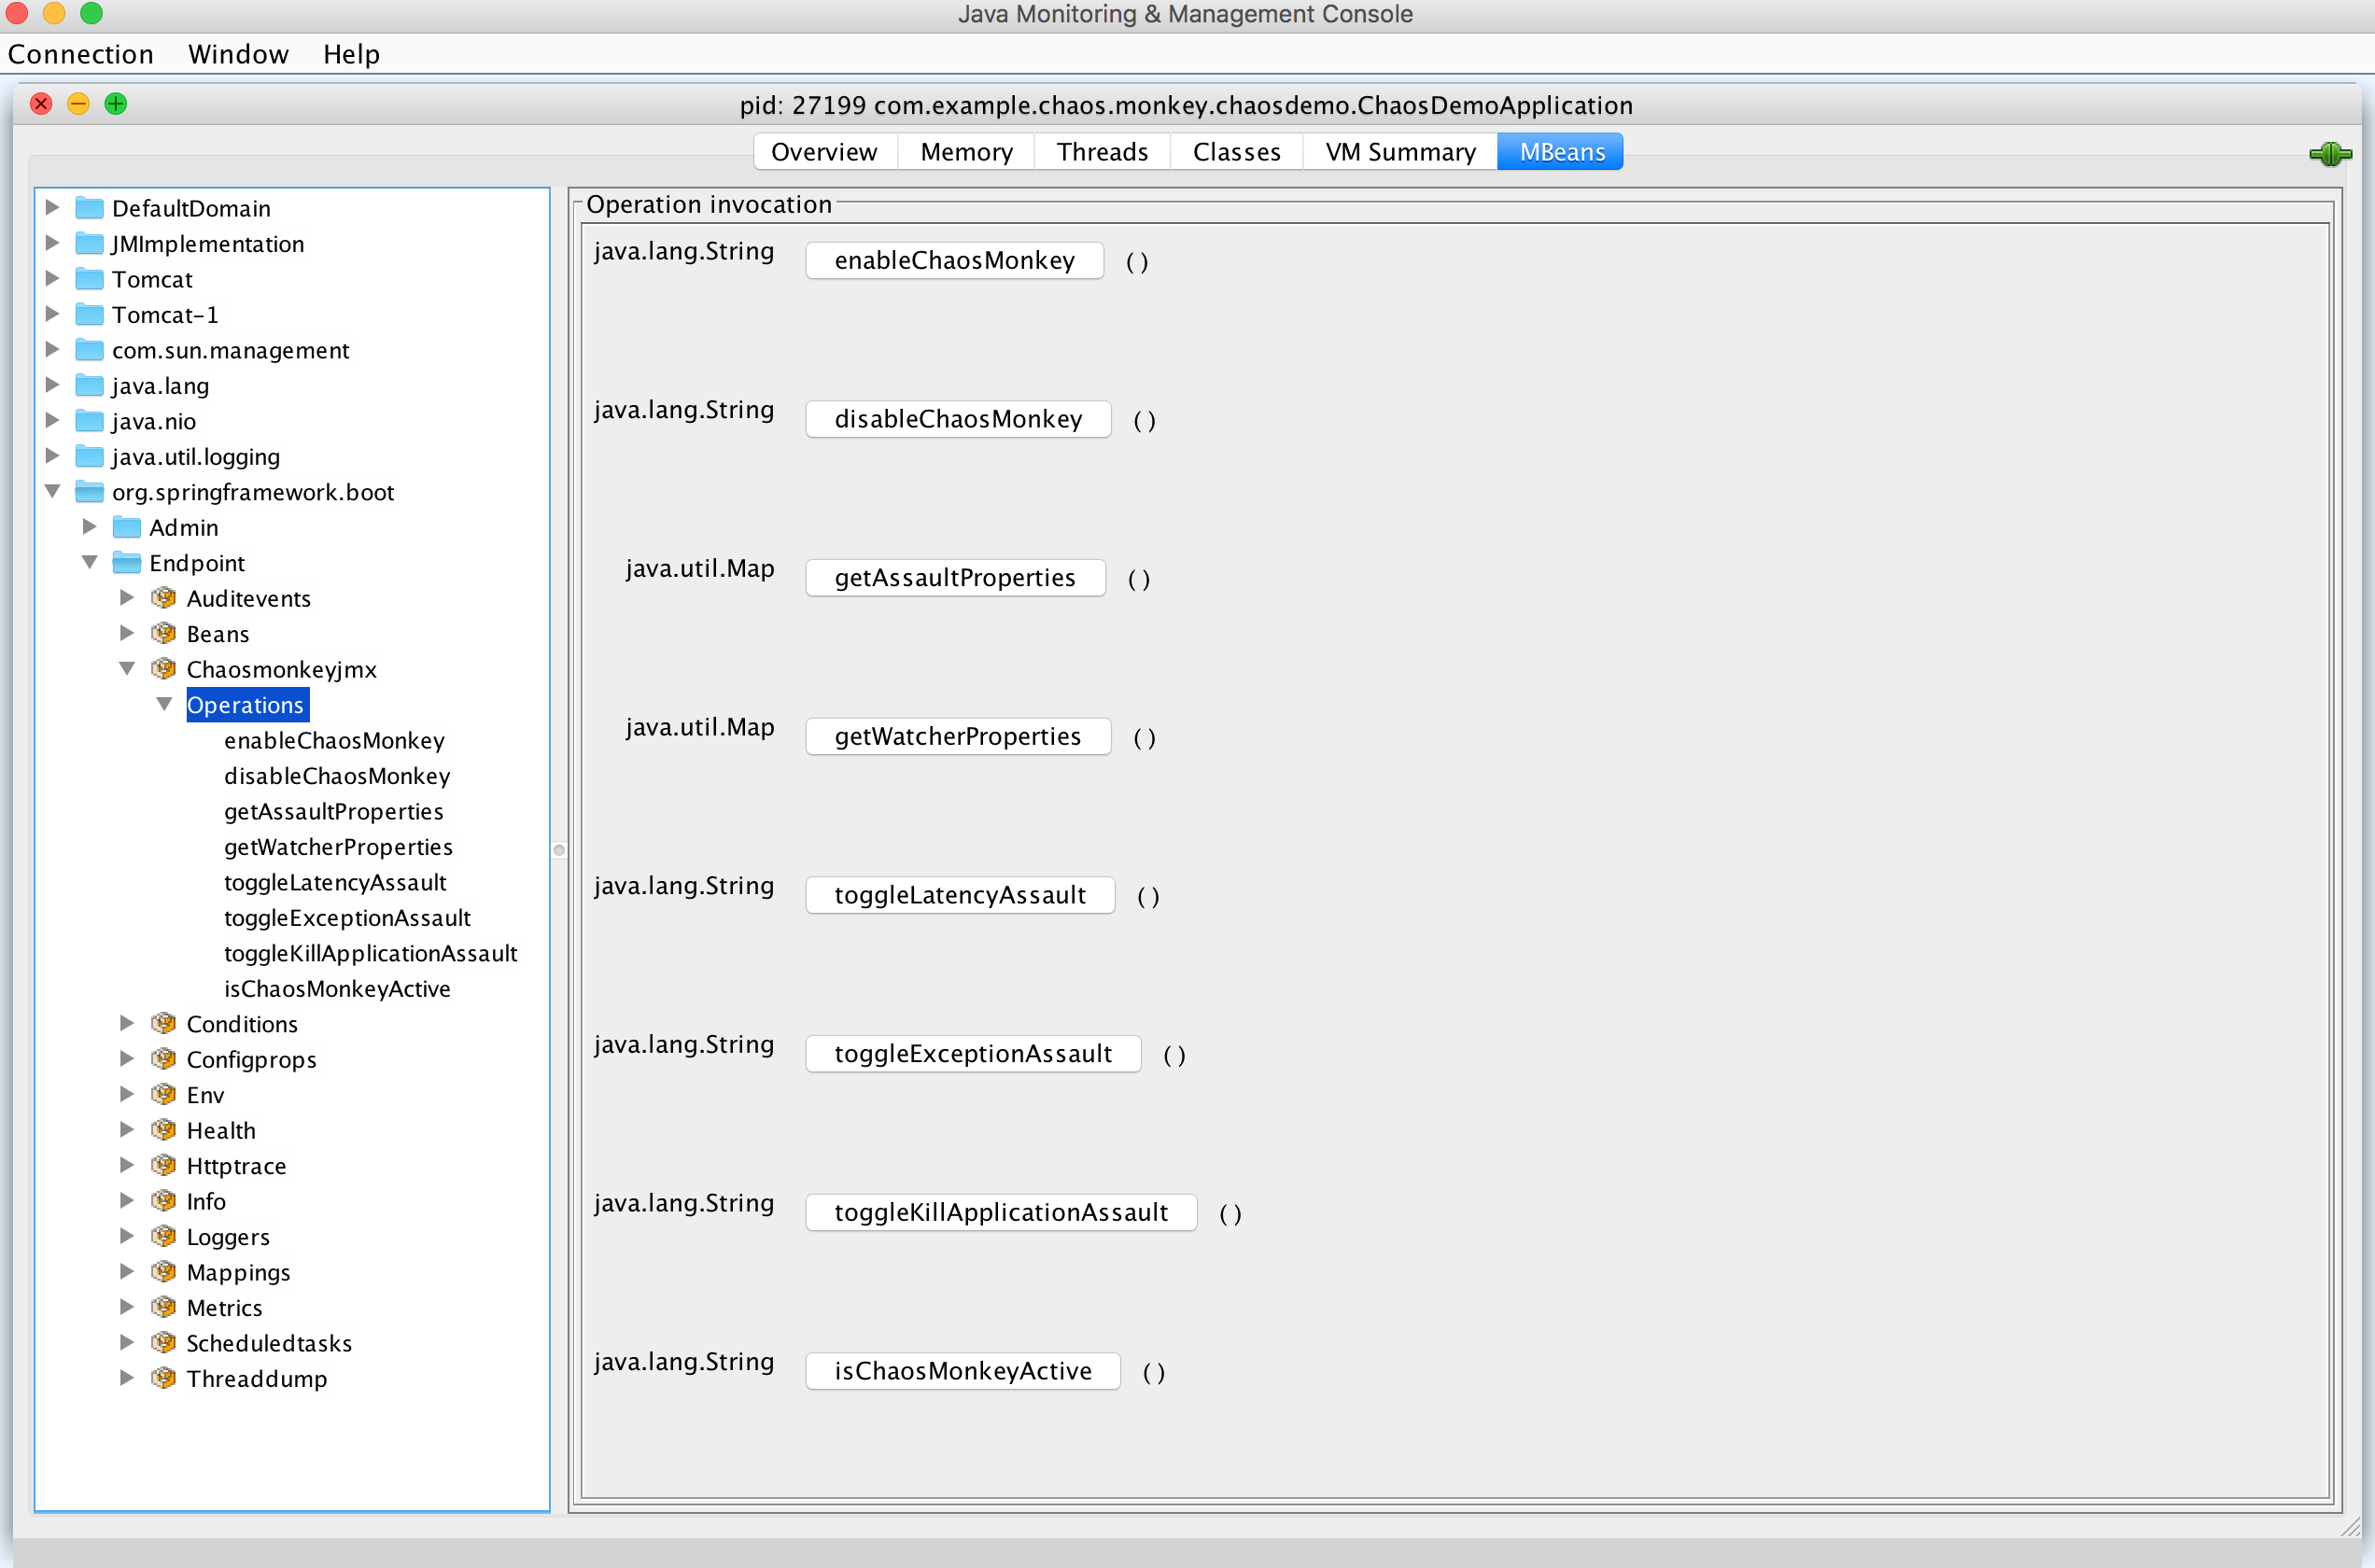 Java Monitoring & Management Console
Connection Window Help
pid: 27199 com.example.chaos.monkey.chaosdemo.ChaosDemoApplication
Overview Memory Threads Classes VM Summary MBeans
DefaultDomain
JMImplementation
Tomcat
Tomcat-1
com.sun.management
java.lang
java.nio
java.util.logging
org.springframework.boot
Admin
Endpoint
Auditevents
Beans
Chaosmonkeyjmx
Operations
enableChaosMonkey
disableChaosMonkey
getAssaultProperties
getWatcherProperties
toggleLatencyAssault
toggleExceptionAssault
toggleKillApplicationAssault
isChaosMonkeyActive
Conditions
Configprops
Env
Health
Httptrace
Info
Loggers
Mappings
Metrics
Scheduledtasks
Threaddump
Operation invocation
java.lang.String enableChaosMonkey ( )
java.lang.String disableChaosMonkey ( )
java.util.Map getAssaultProperties ( )
java.util.Map getWatcherProperties ( )
java.lang.String toggleLatencyAssault ( )
java.lang.String toggleExceptionAssault ( )
java.lang.String toggleKillApplicationAssault ( )
java.lang.String isChaosMonkeyActive ( )